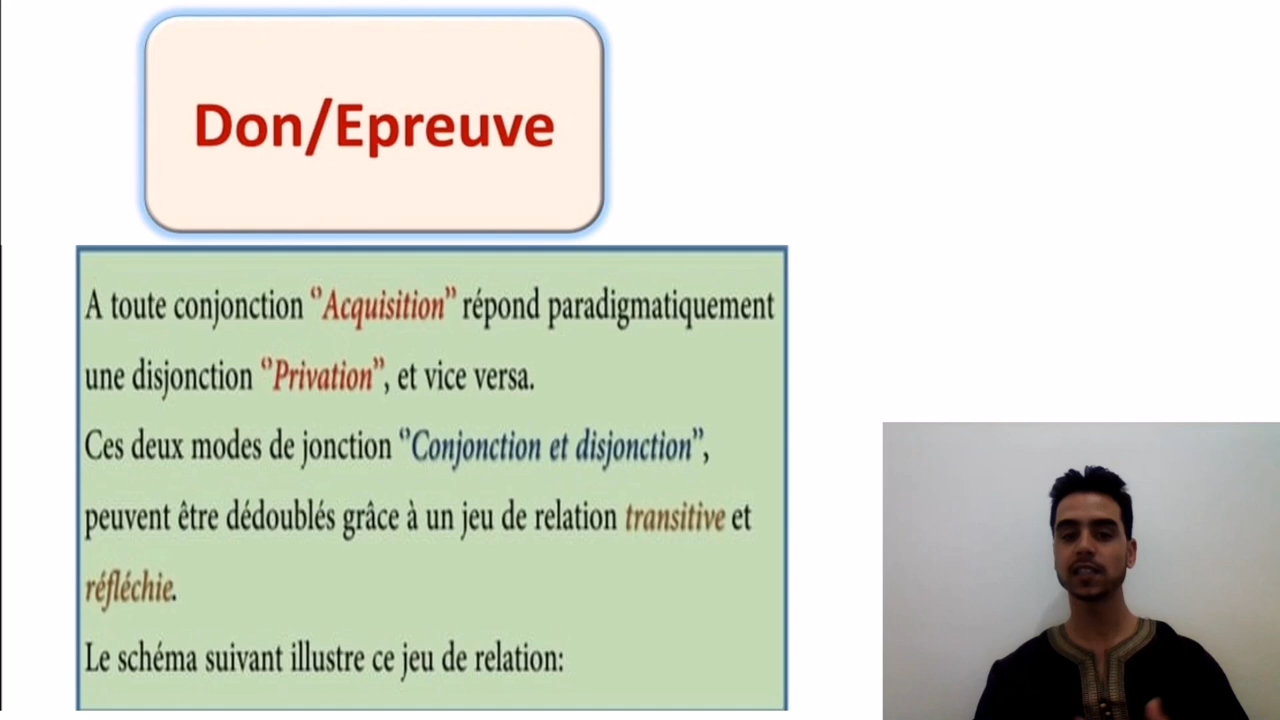 Don/Epreuve
A toute conjonction ‘’Acquisition’’ répond paradigmatiquement
une disjonction ‘’Privation’’, et vice versa.
Ces deux modes de jonction ‘’Conjonction et disjonction’’,
peuvent être dédoublés grâce à un jeu de relation transitive et
réfléchie.
Le schéma suivant illustre ce jeu de relation: